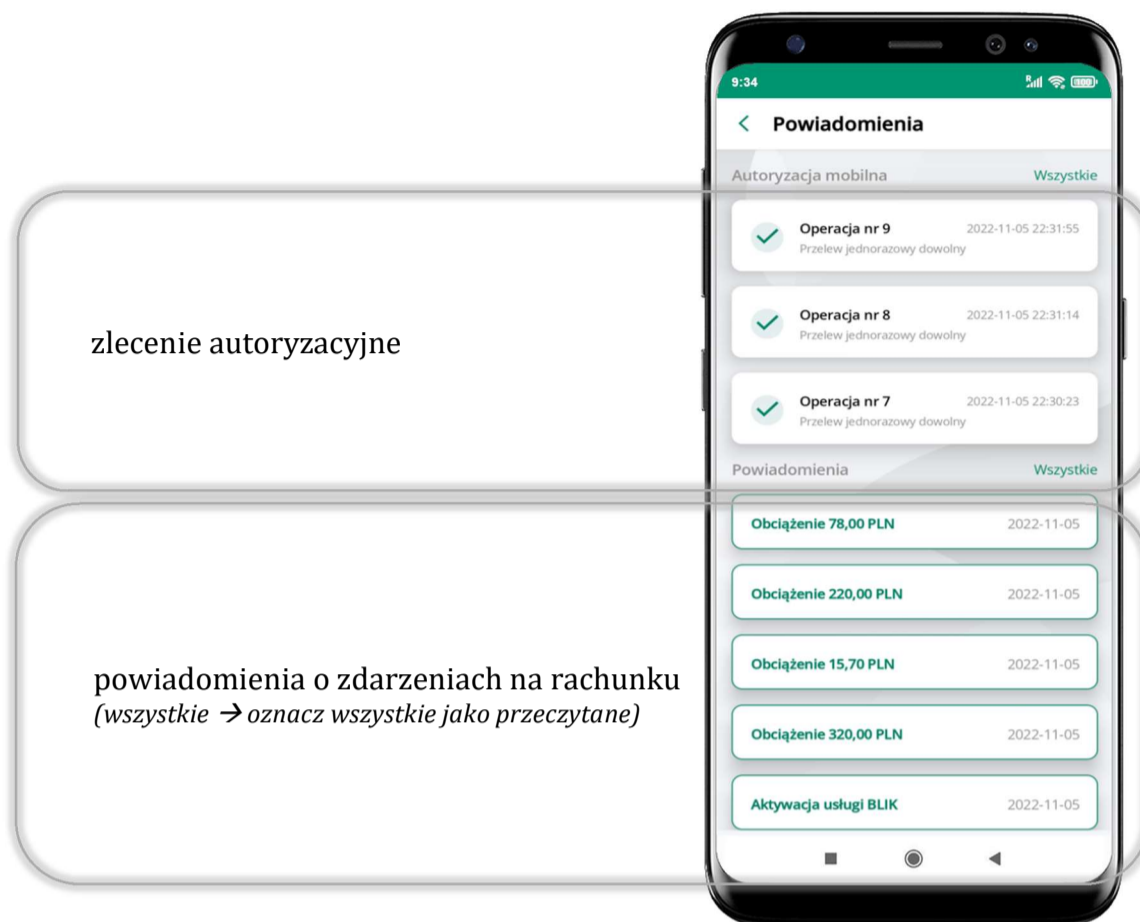 9:34
R
100
Powiadomienia
Autoryzacja mobilna Wszystkie
Operacja nr 9 2022-11-05 22:31:55
Przelew jednorazowy dowolny
Operacja nr 8 2022-11-05 22:31:14
Przelew jednorazowy dowolny
zlecenie autoryzacyjne
Operacja nr 7 2022-11-05 22:30:23
Przelew jednorazowy dowolny
Powiadomienia Wszystkie
Obciążenie 78,00 PLN 2022-11-05
Obciążenie 220,00 PLN 2022-11-05
Obciążenie 15,70 PLN 2022-11-05
powiadomienia o zdarzeniach na rachunku
(wszystkie → oznacz wszystkie jako przeczytane)
Obciążenie 320,00 PLN 2022-11-05
Aktywacja usługi BLIK 2022-11-05